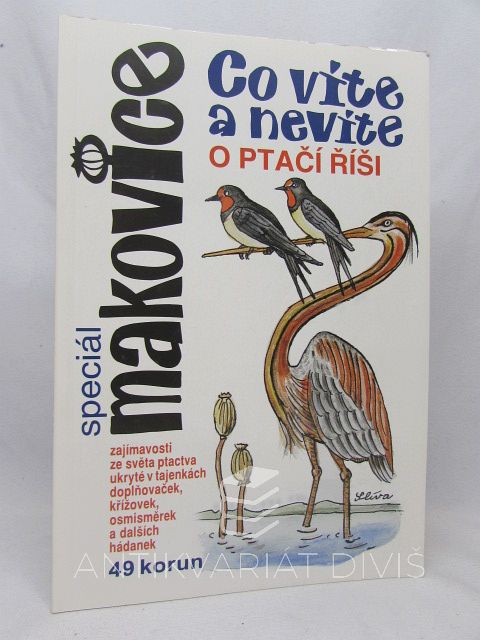 Co víte
a nevíte
O PTAČÍ ŘÍŠI
speciál
makovice
zajímavosti
ze světa ptactva
ukryté v tajenkách
doplňovaček,
křížovek,
osmisměrek
a dalších
hádanek
49 korun
Slíva
ANTIKVARIÁT DIVIŠ